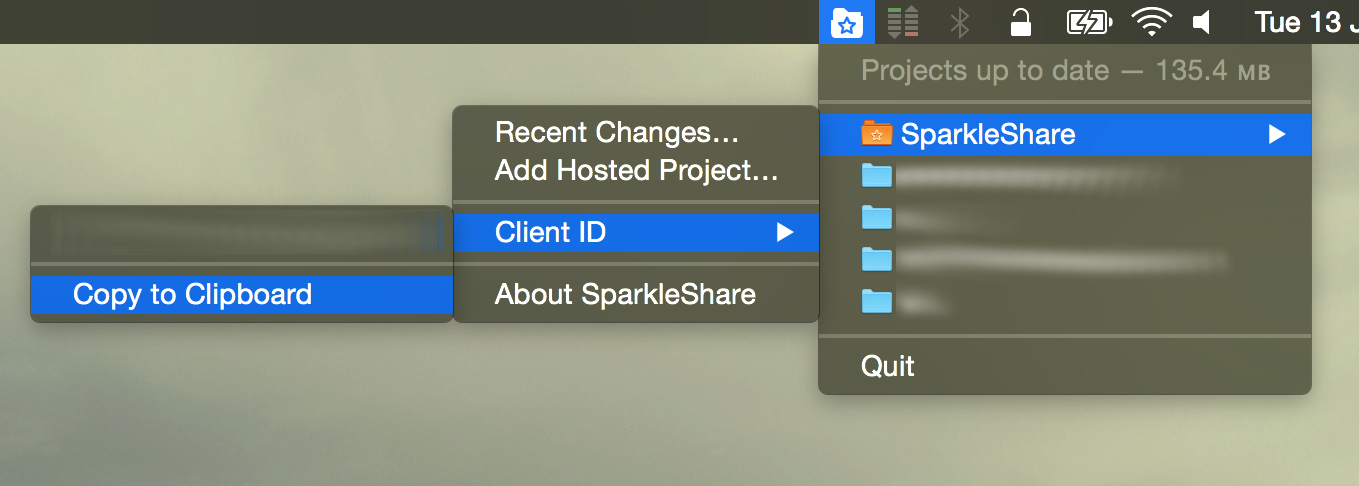 Tue 13 J
Projects up to date — 135.4 MB
SparkleShare
Quit
Recent Changes...
Add Hosted Project...
Client ID
About SparkleShare
Copy to Clipboard